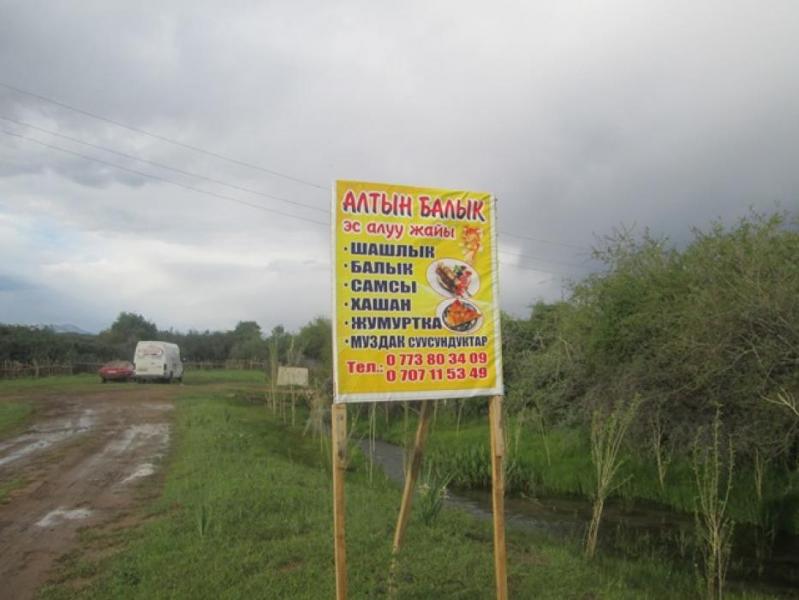 АЛТЫН БАЛЫК
ЭС АЛУУ ЖАЙЫ
· ШАШЛЫК
· БАЛЫК
· САМСЫ
· ХАШАН
· ЖУМУРТКА
· МУЗДАК СУУСУНДУКТАР
Тел.: 0 773 80 34 09
0 707 11 53 49